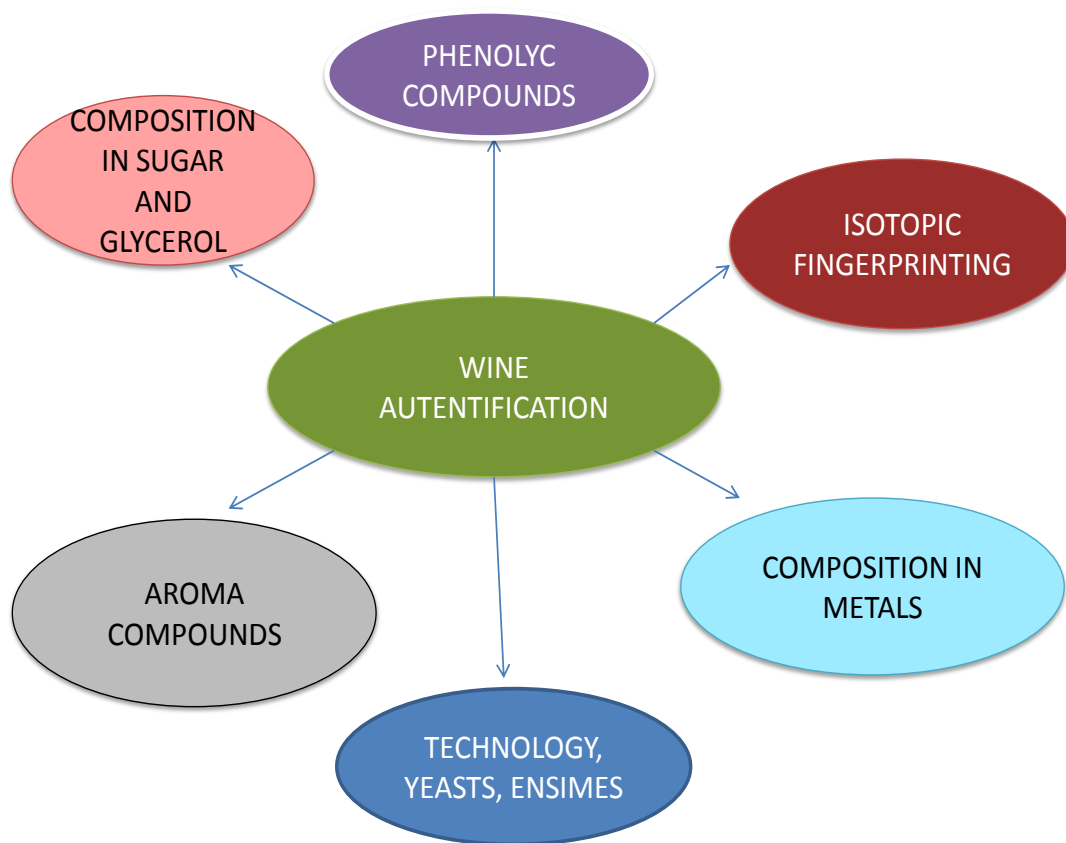 PHENOLYC
COMPOUNDS
COMPOSITION
IN SUGAR
AND
GLYCEROL
ISOTOPIC
FINGERPRINTING
WINE
AUTENTIFICATION
AROMA
COMPOUNDS
COMPOSITION IN
METALS
TECHNOLOGY,
YEASTS, ENSIMES